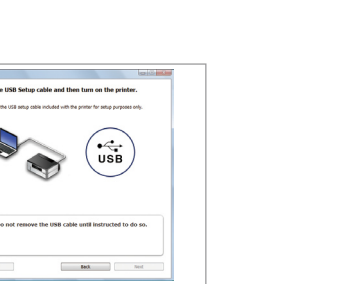 e USB Setup cable and then turn on the printer.
the USB setup cable included with the printer for setup purposes only.
USB
o not remove the USB cable until instructed to do so.
Back
Next